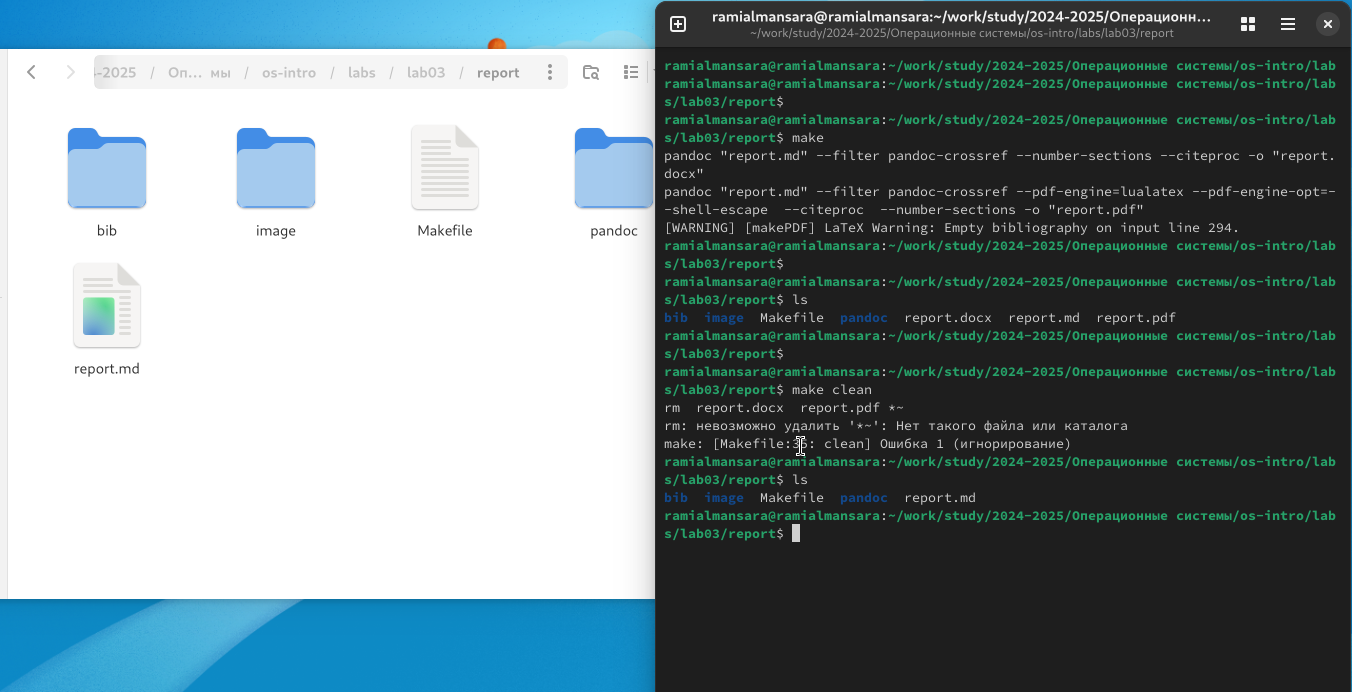 -2025 / Оп… мы / os-intro / labs / lab03 / report
bib
image
Makefile
pandoc
report.md
ramialmansara@ramialmansara:~/work/study/2024-2025/Операционн…
~/work/study/2024-2025/Операционные системы/os-intro/labs/lab03/report
ramialmansara@ramialmansara:~/work/study/2024-2025/Операционные системы/os-intro/lab
ramialmansara@ramialmansara:~/work/study/2024-2025/Операционные системы/os-intro/lab
s/lab03/report$
ramialmansara@ramialmansara:~/work/study/2024-2025/Операционные системы/os-intro/lab
s/lab03/report$ make
pandoc "report.md" --filter pandoc-crossref --number-sections --citeproc -o "report.
docx"
pandoc "report.md" --filter pandoc-crossref --pdf-engine=lualatex --pdf-engine-opt=-
-shell-escape  --citeproc  --number-sections -o "report.pdf"
[WARNING] [makePDF] LaTeX Warning: Empty bibliography on input line 294.
ramialmansara@ramialmansara:~/work/study/2024-2025/Операционные системы/os-intro/lab
s/lab03/report$
ramialmansara@ramialmansara:~/work/study/2024-2025/Операционные системы/os-intro/lab
s/lab03/report$ ls
bib  image  Makefile  pandoc  report.docx  report.md  report.pdf
ramialmansara@ramialmansara:~/work/study/2024-2025/Операционные системы/os-intro/lab
s/lab03/report$
ramialmansara@ramialmansara:~/work/study/2024-2025/Операционные системы/os-intro/lab
s/lab03/report$ make clean
rm  report.docx  report.pdf *~
rm: невозможно удалить '*~': Нет такого файла или каталога
make: [Makefile:36: clean] Ошибка 1 (игнорирование)
ramialmansara@ramialmansara:~/work/study/2024-2025/Операционные системы/os-intro/lab
s/lab03/report$ ls
bib  image  Makefile  pandoc  report.md
ramialmansara@ramialmansara:~/work/study/2024-2025/Операционные системы/os-intro/lab
s/lab03/report$